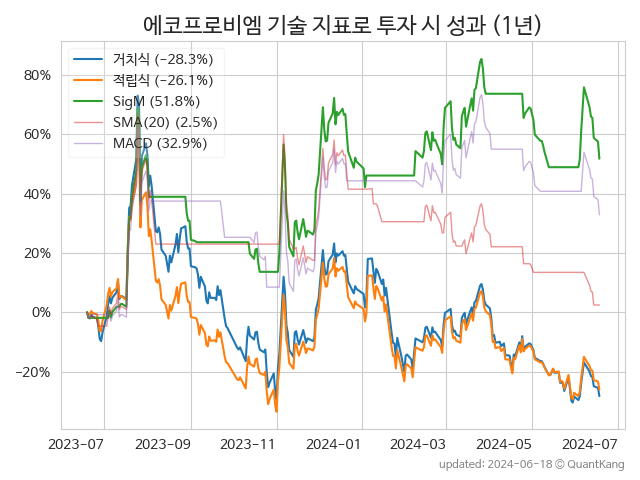 에코프로비엠 기술 지표로 투자 시 성과 (1년)
거치식 (−28.3%)
적립식 (−26.1%)
SigM (51.8%)
SMA(20) (2.5%)
MACD (32.9%)
80%
60%
40%
20%
0%
−20%
2023-07 2023-09 2023-11 2024-01 2024-03 2024-05 2024-07
updated: 2024-06-18 © QuantKang